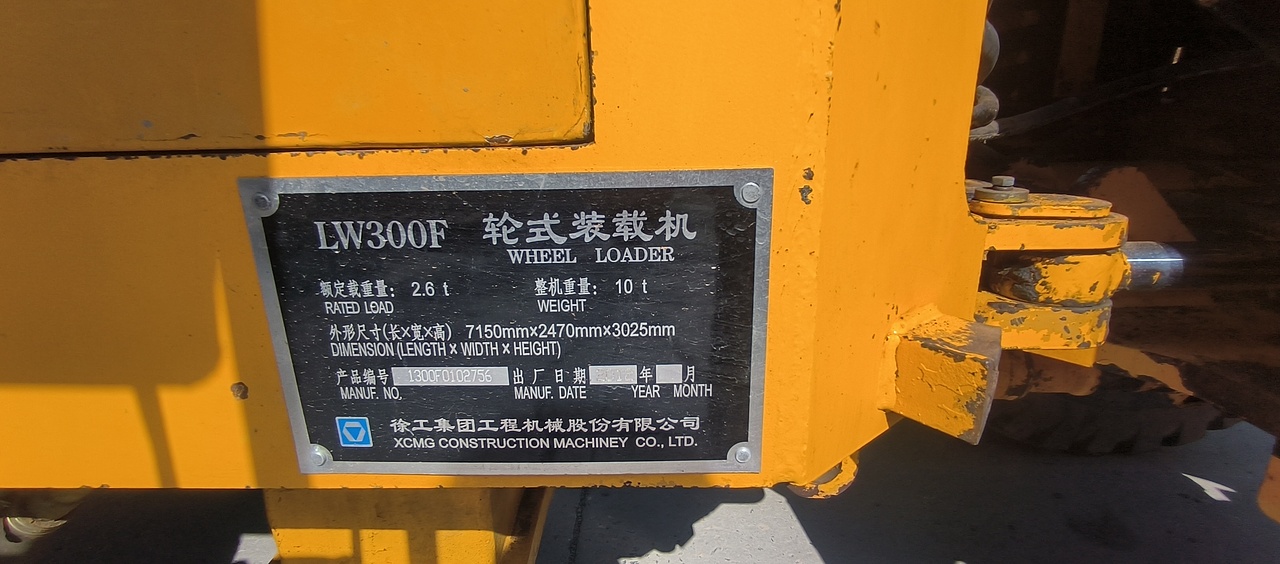 LW300F 轮式装载机
WHEEL LOADER
额定载重量: 2.6 t 整机重量: 10 t
RATED LOAD WEIGHT
外形尺寸(长×宽×高) 7150mm×2470mm×3025mm
DIMENSION (LENGTH × WIDTH × HEIGHT)
产品编号 1300F0102756 出厂日期 年 月
MANUF. NO. MANUF. DATE YEAR MONTH
徐工集团工程机械股份有限公司
XCMG CONSTRUCTION MACHINEY CO., LTD.